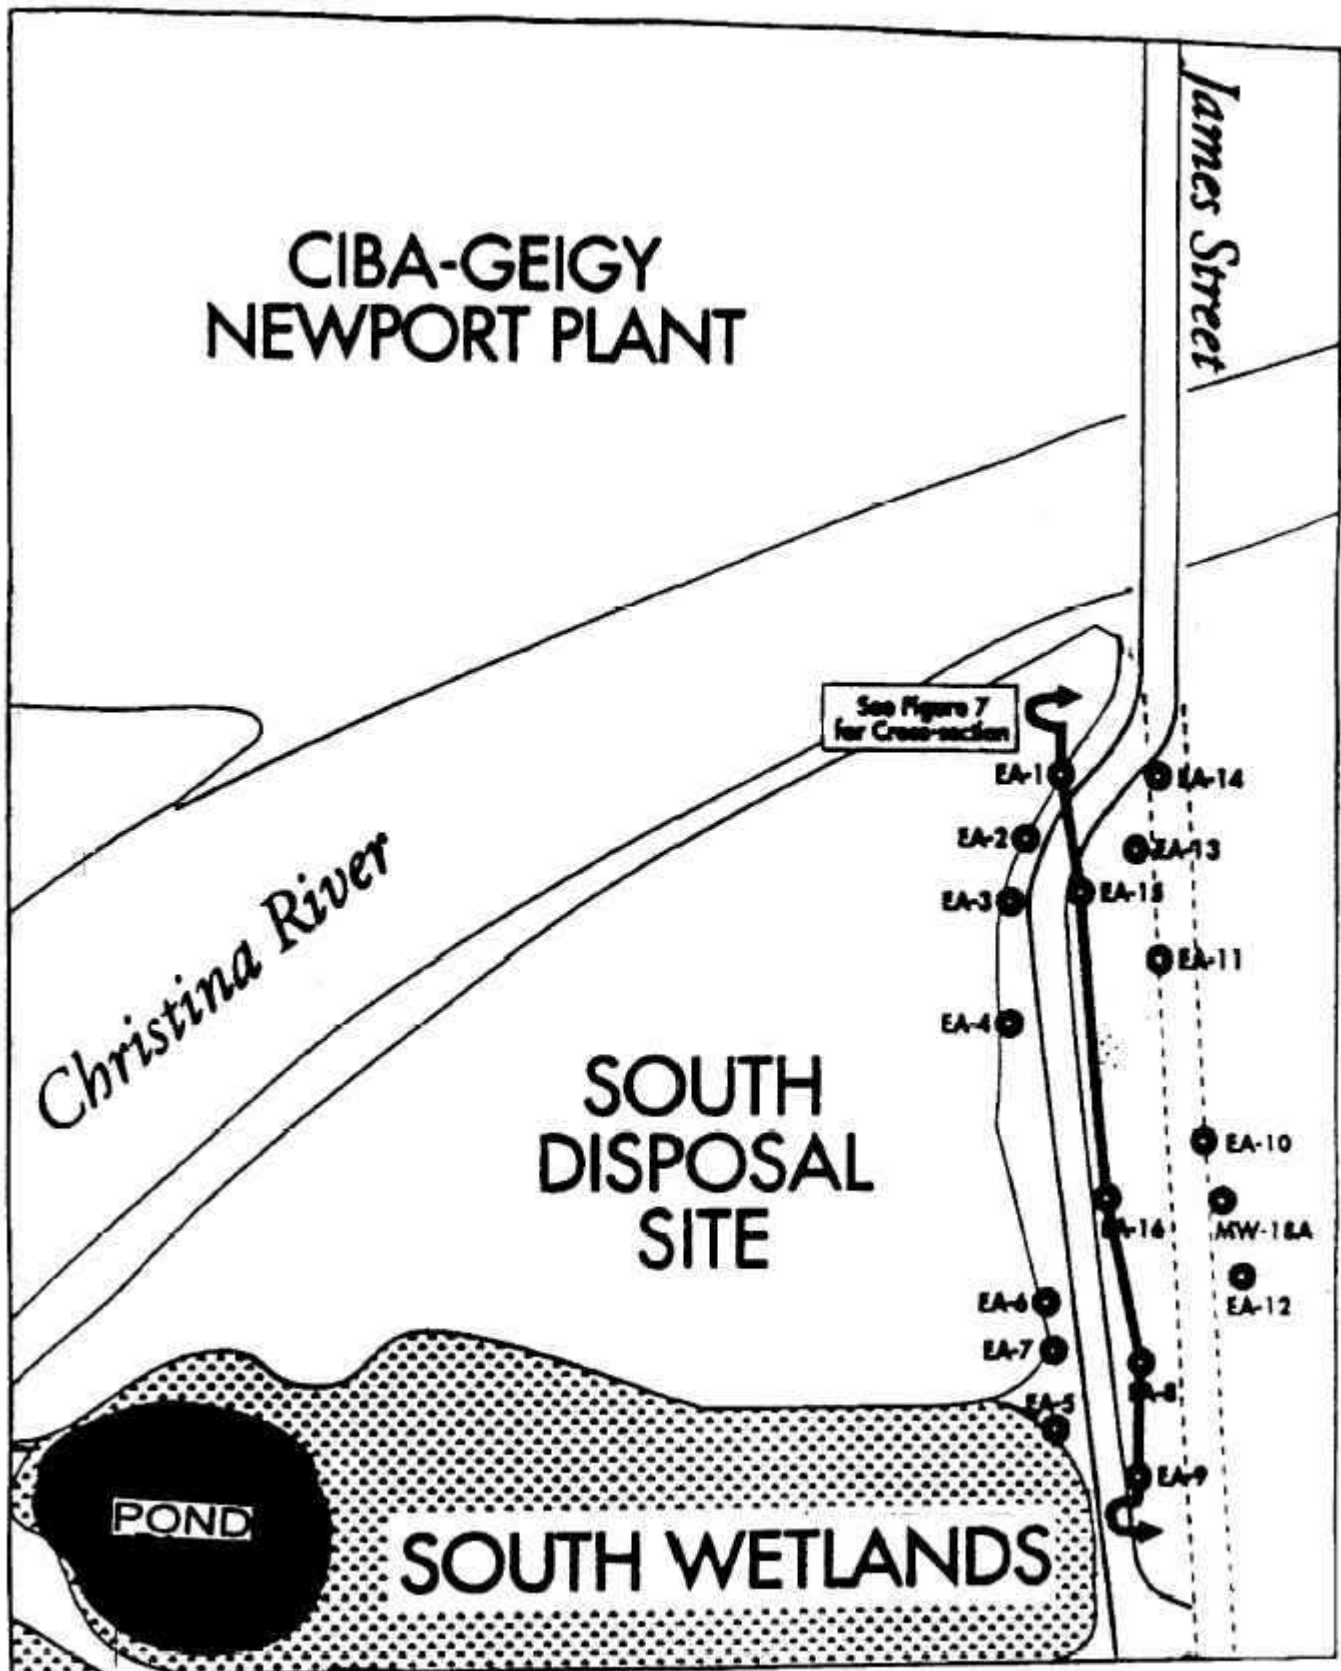 James Street
CIBA-GEIGY
NEWPORT PLANT
See Figure 7
for Cross-section
EA-1
EA-14
EA-2
EA-13
EA-3
EA-15
Christina River
EA-11
EA-4
SOUTH
DISPOSAL
SITE
EA-10
EA-16
MW-18A
EA-6
EA-12
EA-7
EA-8
EA-5
EA-9
POND
SOUTH WETLANDS